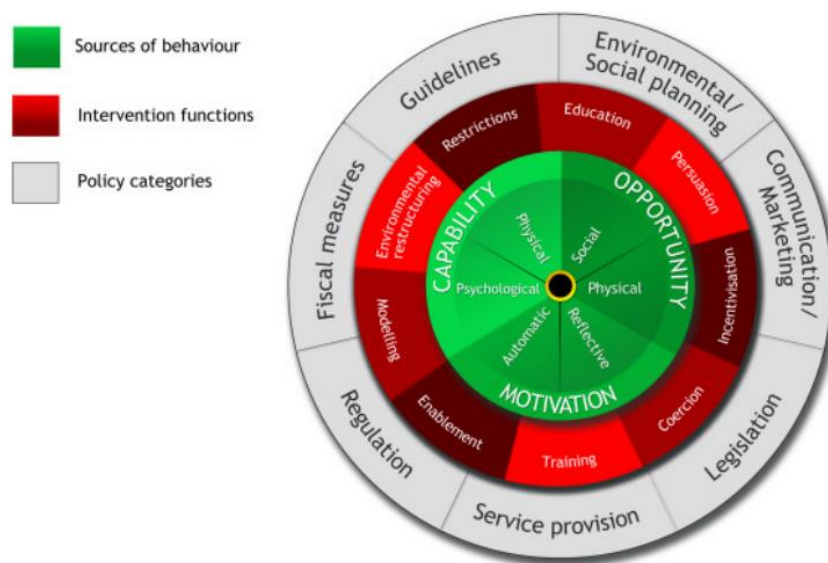 Sources of behaviour
Intervention functions
Policy categories
Guidelines
Environmental/
Social planning
Communication/
Marketing
Legislation
Service provision
Regulation
Fiscal measures
Restrictions
Education
Persuasion
Incentivisation
Coercion
Training
Enablement
Modelling
Environmental
restructuring
CAPABILITY
OPPORTUNITY
MOTIVATION
Physical
Social
Physical
Reflective
Automatic
Psychological